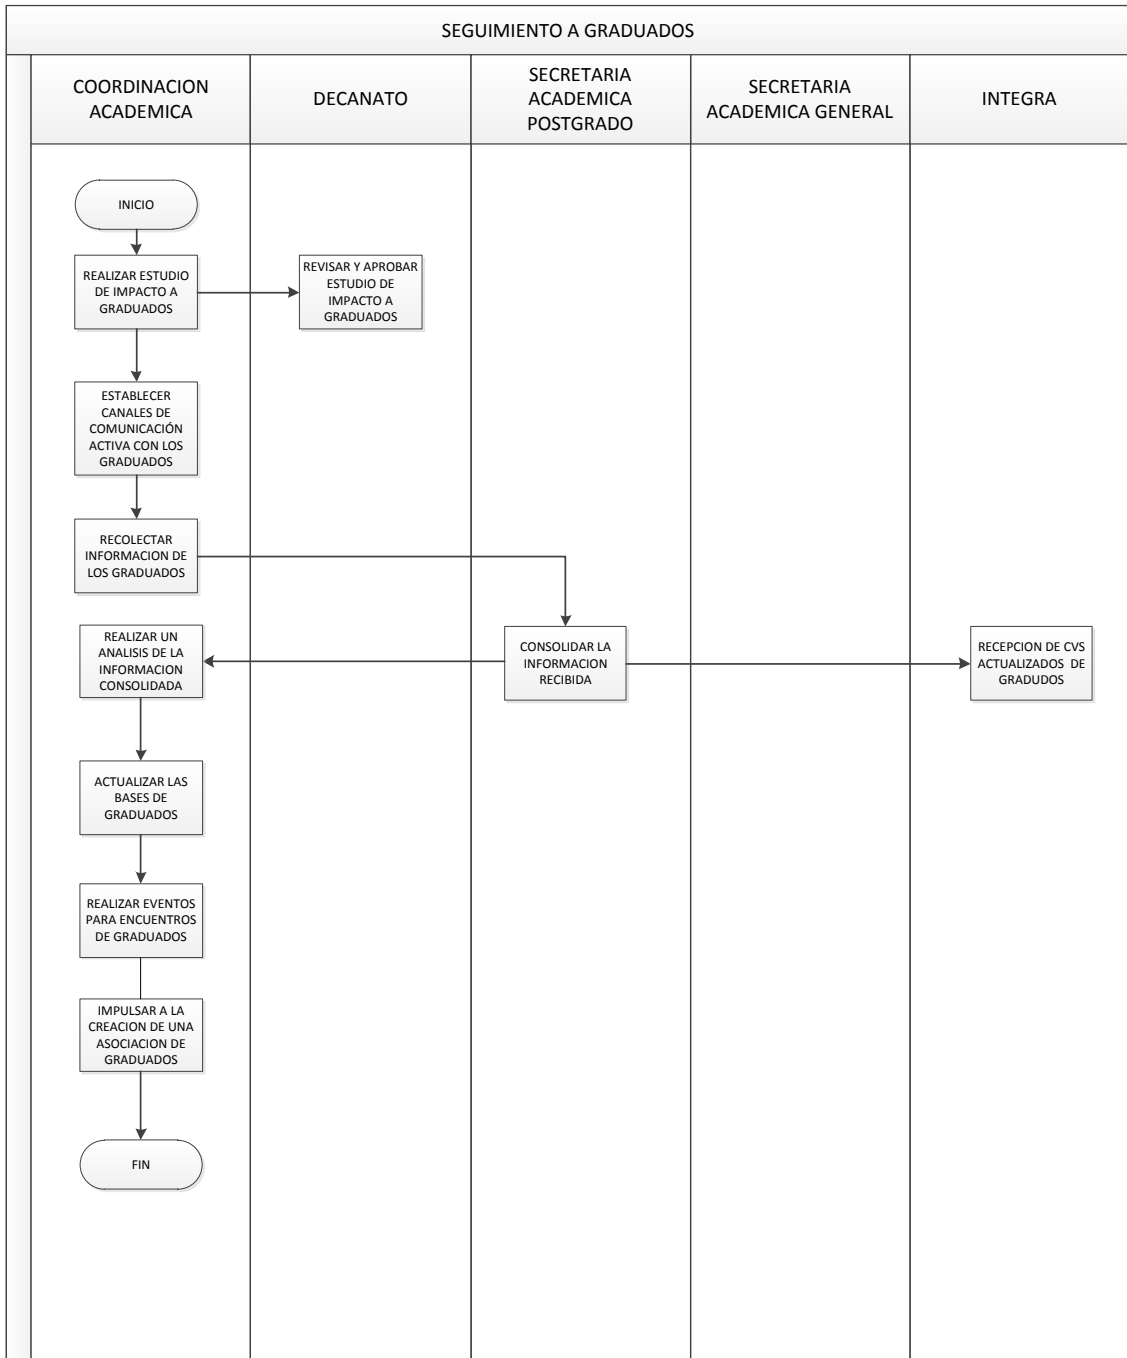 SEGUIMIENTO A GRADUADOS
COORDINACION
ACADEMICA
DECANATO
SECRETARIA
ACADEMICA
POSTGRADO
SECRETARIA
ACADEMICA GENERAL
INTEGRA
INICIO
REALIZAR ESTUDIO
DE IMPACTO A
GRADUADOS
REVISAR Y APROBAR
ESTUDIO DE
IMPACTO A
GRADUADOS
ESTABLECER
CANALES DE
COMUNICACIÓN
ACTIVA CON LOS
GRADUADOS
RECOLECTAR
INFORMACION DE
LOS GRADUADOS
REALIZAR UN
ANALISIS DE LA
INFORMACION
CONSOLIDADA
CONSOLIDAR LA
INFORMACION
RECIBIDA
RECEPCION DE CVS
ACTUALIZADOS DE
GRADUDOS
ACTUALIZAR LAS
BASES DE
GRADUADOS
REALIZAR EVENTOS
PARA ENCUENTROS
DE GRADUADOS
IMPULSAR A LA
CREACION DE UNA
ASOCIACION DE
GRADUADOS
FIN